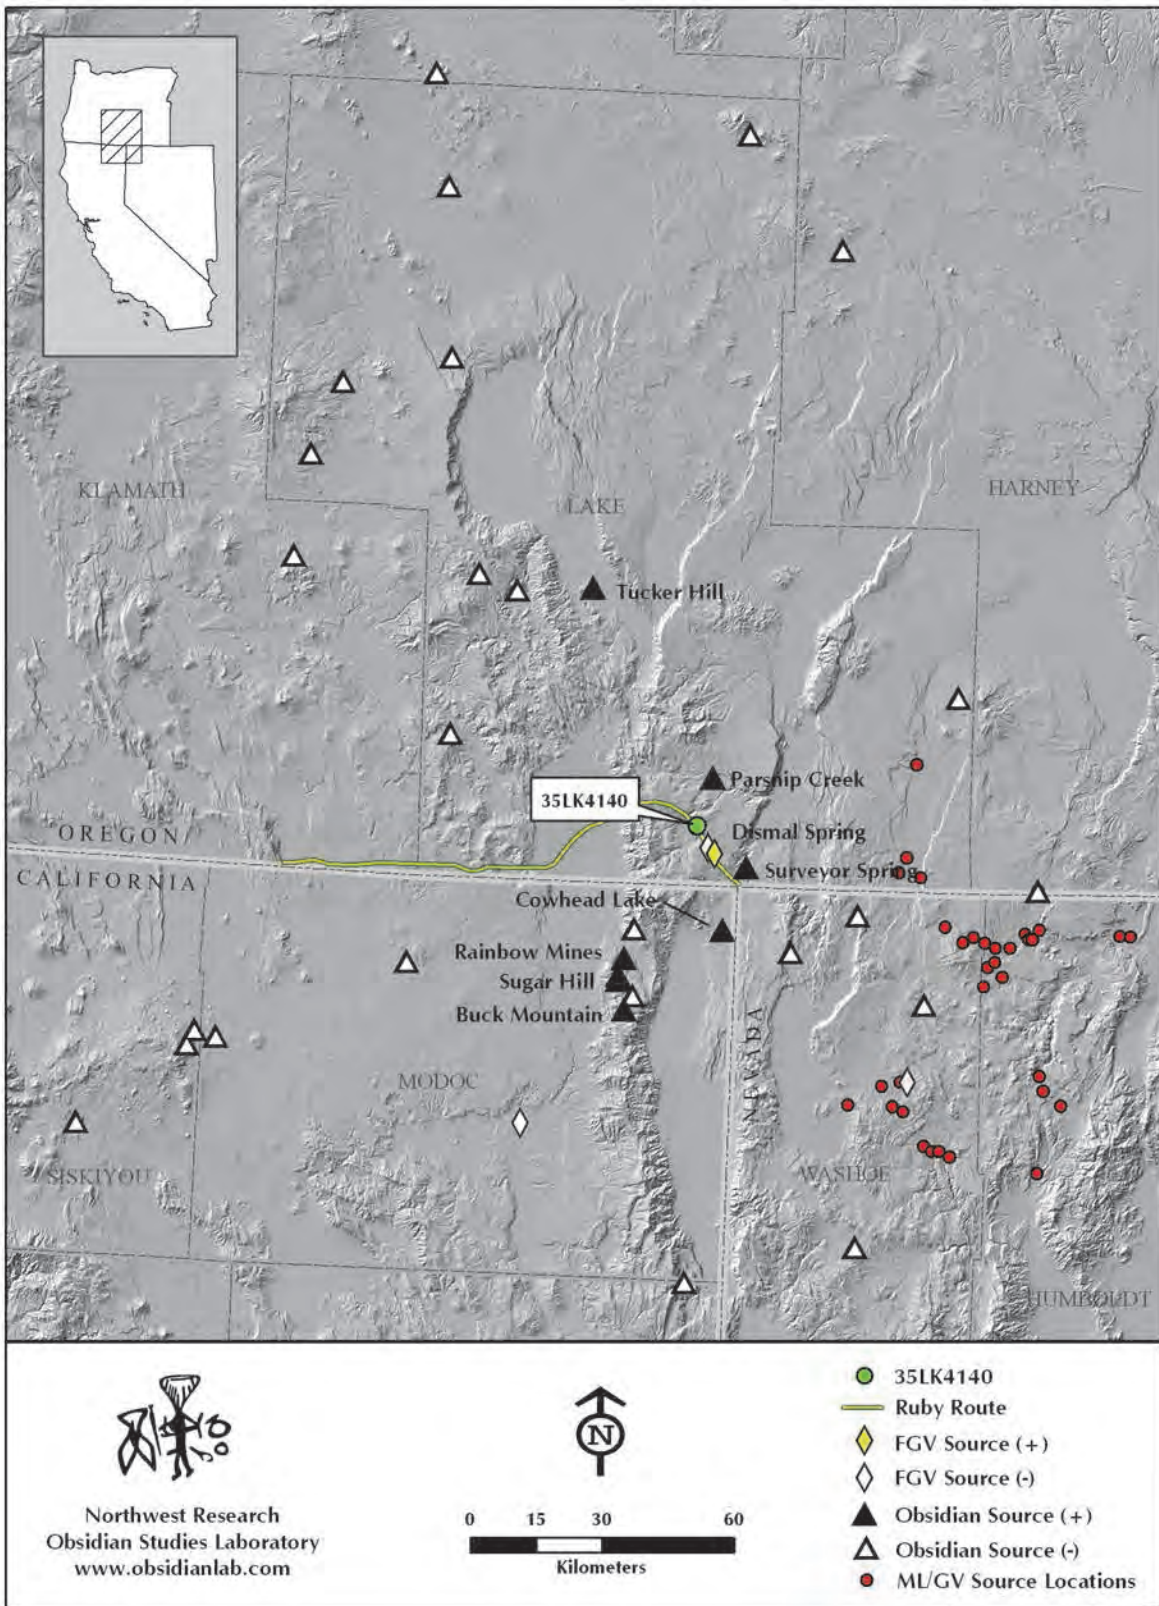 KLAMATH
LAKE
HARNEY
Tucker Hill
Parsnip Creek
35LK4140
Dismal Spring
OREGON
Surveyor Spring
CALIFORNIA
Cowhead Lake
Rainbow Mines
Sugar Hill
Buck Mountain
NEVADA
MODOC
SISKIYOU
WASHOE
HUMBOLDT
N
Northwest Research
Obsidian Studies Laboratory
www.obsidianlab.com
0 15 30 60
Kilometers
35LK4140
Ruby Route
FGV Source (+)
FGV Source (-)
Obsidian Source (+)
Obsidian Source (-)
ML/GV Source Locations